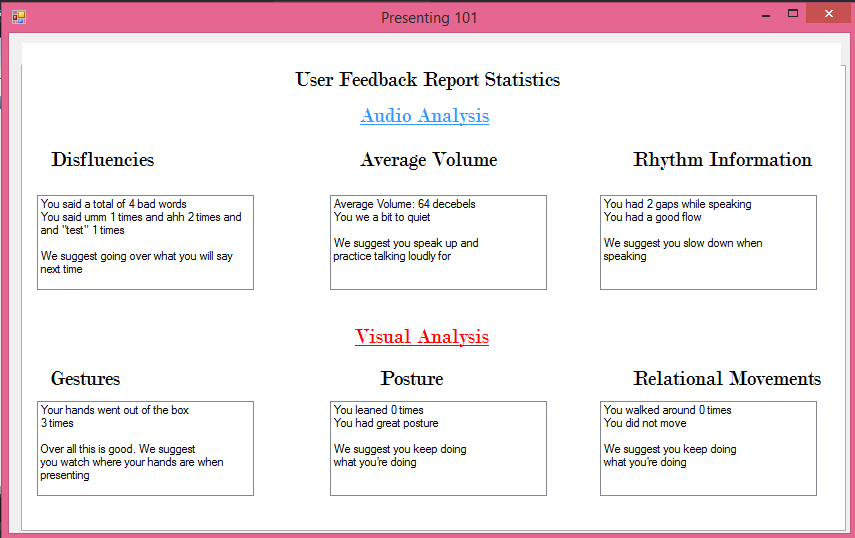 Presenting 101
User Feedback Report Statistics
Audio Analysis
Disfluencies
You said a total of 4 bad words
You said umm 1 times and ahh 2 times and
and "test" 1 times
We suggest going over what you will say
next time
Average Volume
Average Volume: 64 decebels
You we a bit to quiet
We suggest you speak up and
practice talking loudly for
Rhythm Information
You had 2 gaps while speaking
You had a good flow
We suggest you slow down when
speaking
Visual Analysis
Gestures
Your hands went out of the box
3 times
Over all this is good. We suggest
you watch where your hands are when
presenting
Posture
You leaned 0 times
You had great posture
We suggest you keep doing
what you're doing
Relational Movements
You walked around 0 times
You did not move
We suggest you keep doing
what you're doing